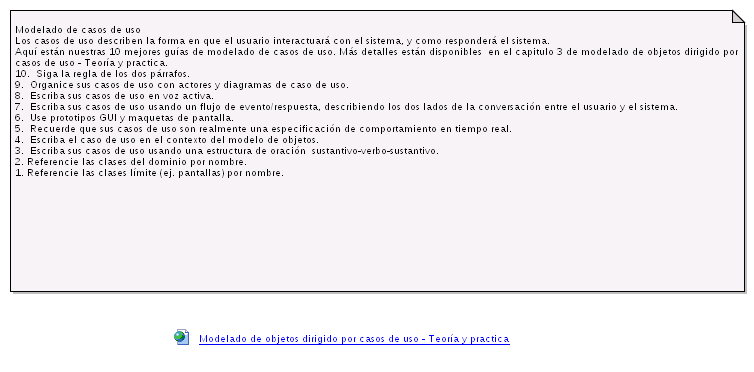 Modelado de casos de uso
Los casos de uso describen la forma en que el usuario interactuará con el sistema, y como responderá el sistema.
Aquí están nuestras 10 mejores guías de modelado de casos de uso. Más detalles están disponibles en el capitulo 3 de modelado de objetos dirigido por
casos de uso - Teoría y practica.
10. Siga la regla de los dos párrafos.
9. Organice sus casos de uso con actores y diagramas de caso de uso.
8. Escriba sus casos de uso en voz activa.
7. Escriba sus casos de uso usando un flujo de evento/respuesta, describiendo los dos lados de la conversación entre el usuario y el sistema.
6. Use prototipos GUI y maquetas de pantalla.
5. Recuerde que sus casos de uso son realmente una especificación de comportamiento en tiempo real.
4. Escriba el caso de uso en el contexto del modelo de objetos.
3. Escriba sus casos de uso usando una estructura de oración sustantivo-verbo-sustantivo.
2. Referencie las clases del dominio por nombre.
1. Referencie las clases límite (ej. pantallas) por nombre.
Modelado de objetos dirigido por casos de uso - Teoría y practica